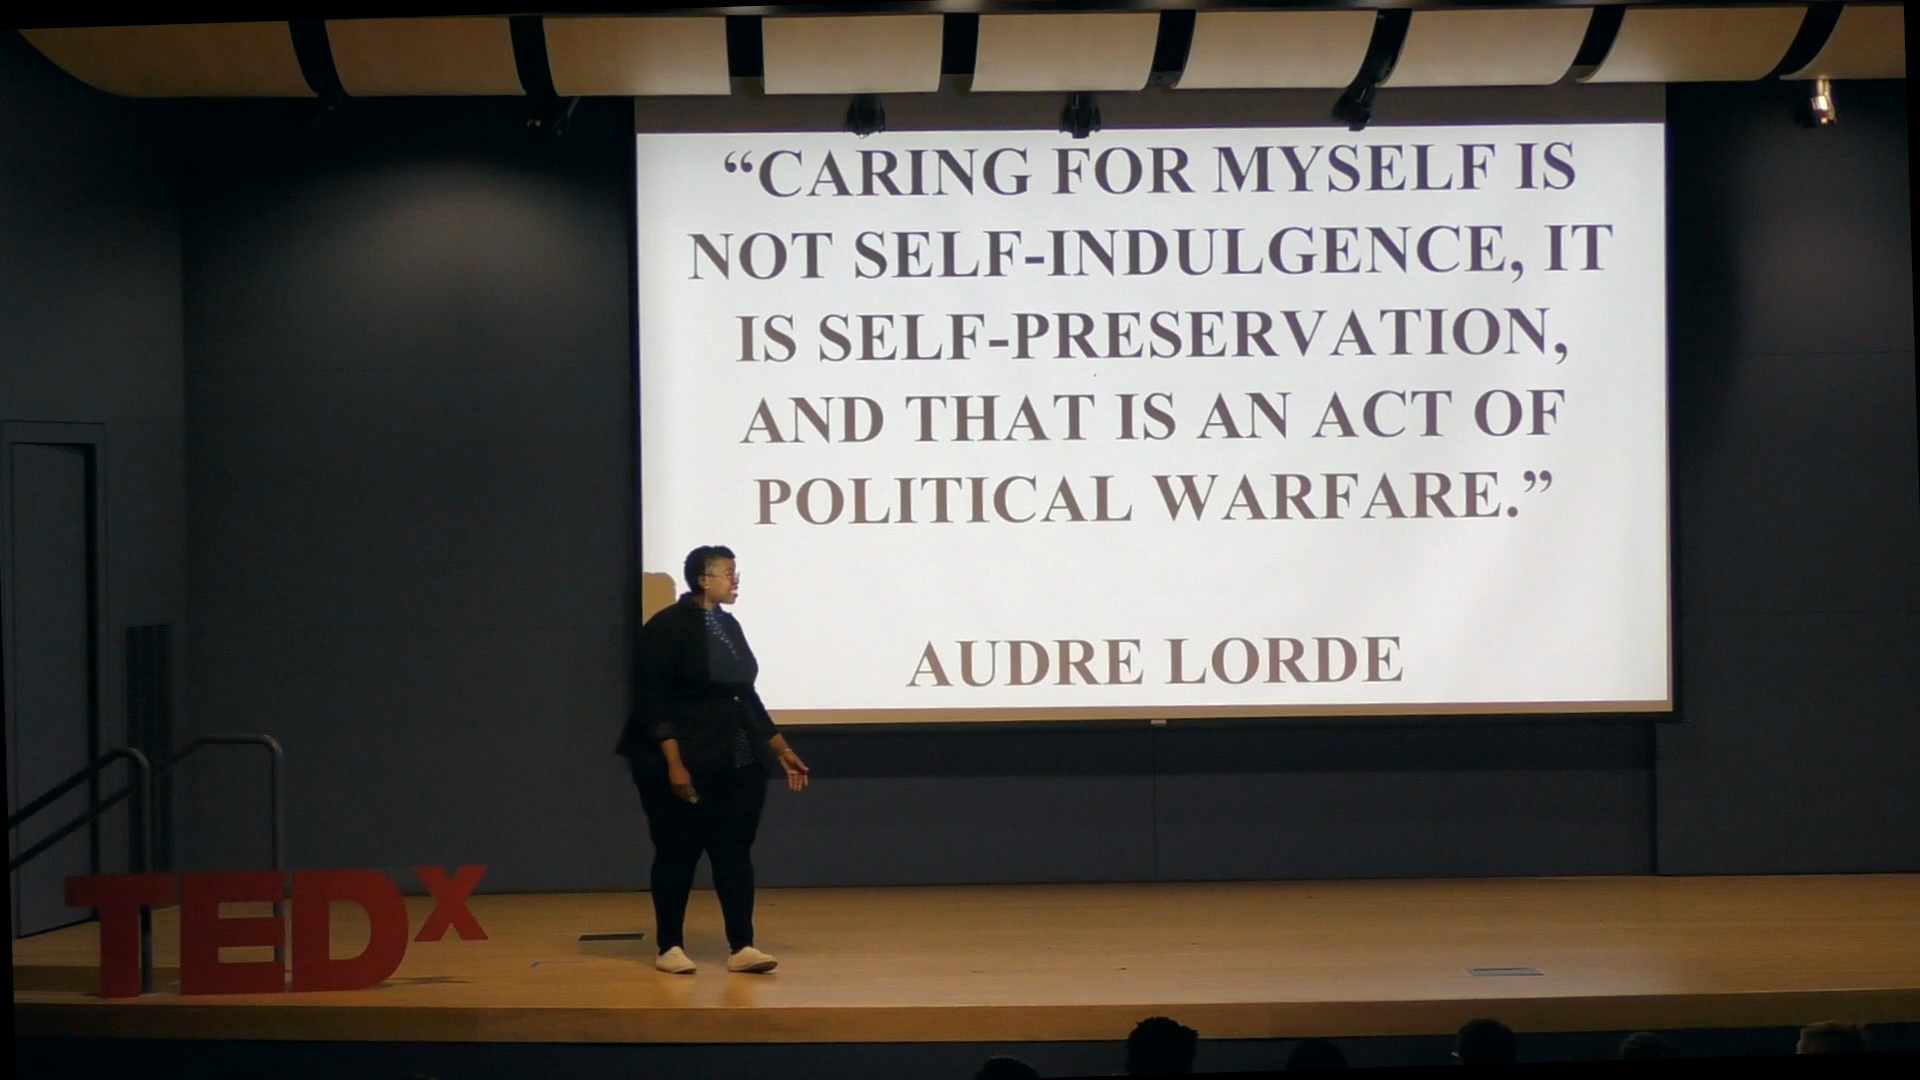 “CARING FOR MYSELF IS
NOT SELF-INDULGENCE, IT
IS SELF-PRESERVATION,
AND THAT IS AN ACT OF
POLITICAL WARFARE.”
AUDRE LORDE
TEDx